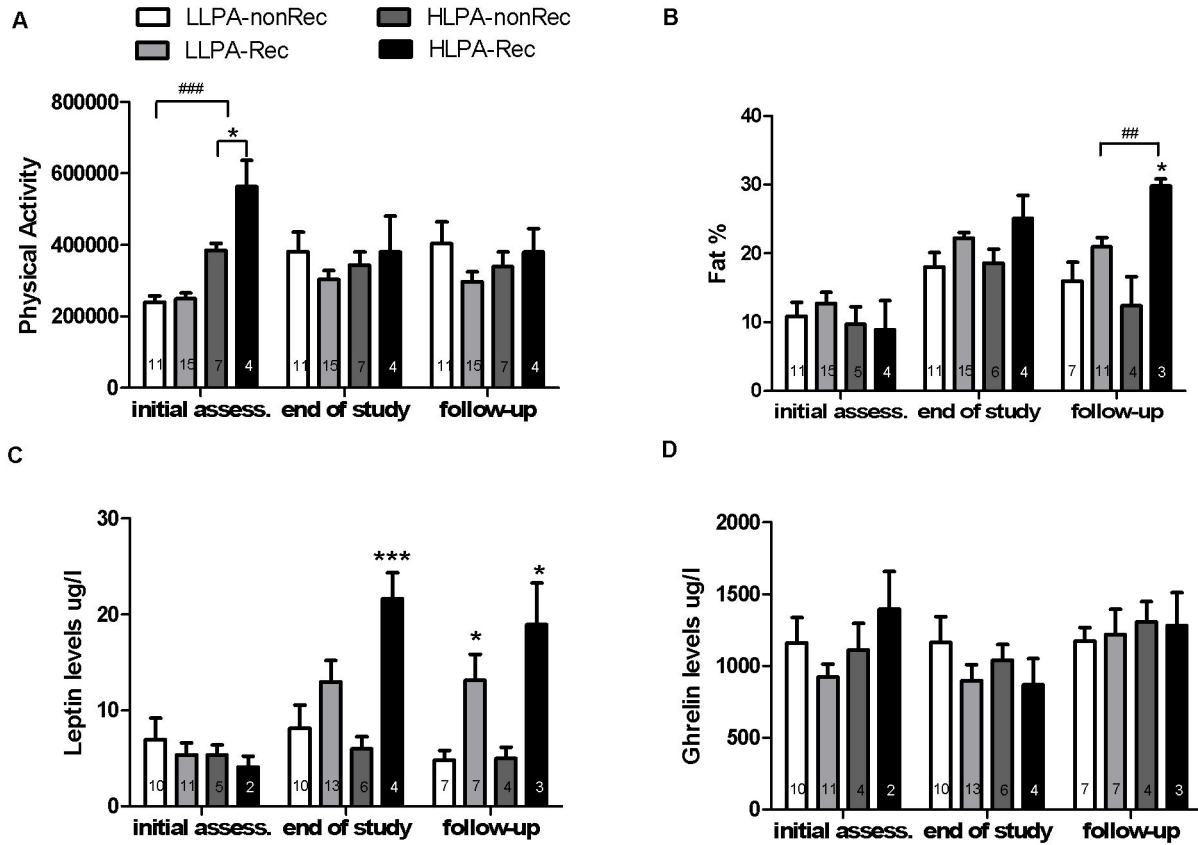 A
LLPA-nonRec HLPA-nonRec
LLPA-Rec HLPA-Rec
###
*
Physical Activity
800000
600000
400000
200000
0
11 15 7 4 11 15 7 4 11 15 7 4
initial assess. end of study follow-up
B
##
*
Fat %
40
30
20
10
0
11 15 5 4 11 15 6 4 7 11 4 3
initial assess. end of study follow-up
C
***
*
*
Leptin levels ug/l
30
20
10
0
10 11 5 2 10 13 6 4 7 7 4 3
initial assess. end of study follow-up
D
Ghrelin levels ug/l
2000
1500
1000
500
0
10 11 4 2 10 13 6 4 7 7 4 3
initial assess. end of study follow-up